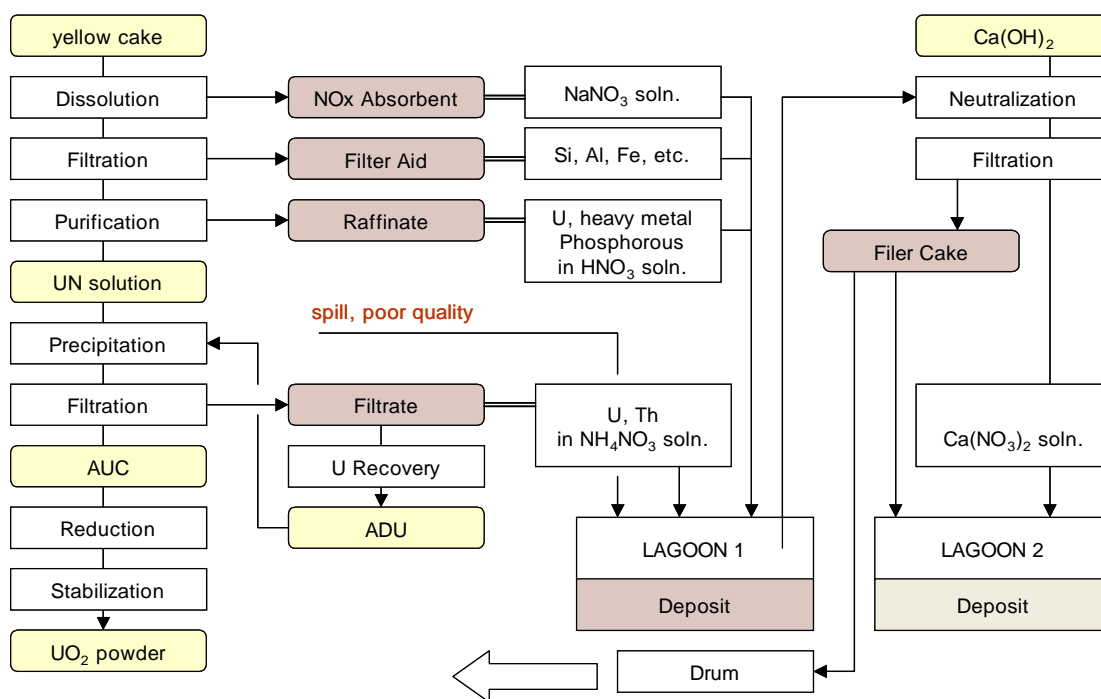 yellow cake
Ca(OH)2
Dissolution
NOx Absorbent
NaNO3 soln.
Neutralization
Filtration
Filter Aid
Si, Al, Fe, etc.
Filtration
Purification
Raffinate
U, heavy metal
Phosphorous
in HNO3 soln.
Filer Cake
UN solution
spill, poor quality
Precipitation
Filtration
Filtrate
U, Th
in NH4NO3 soln.
Ca(NO3)2 soln.
AUC
U Recovery
Reduction
ADU
LAGOON 1
LAGOON 2
Stabilization
Deposit
Deposit
UO2 powder
Drum